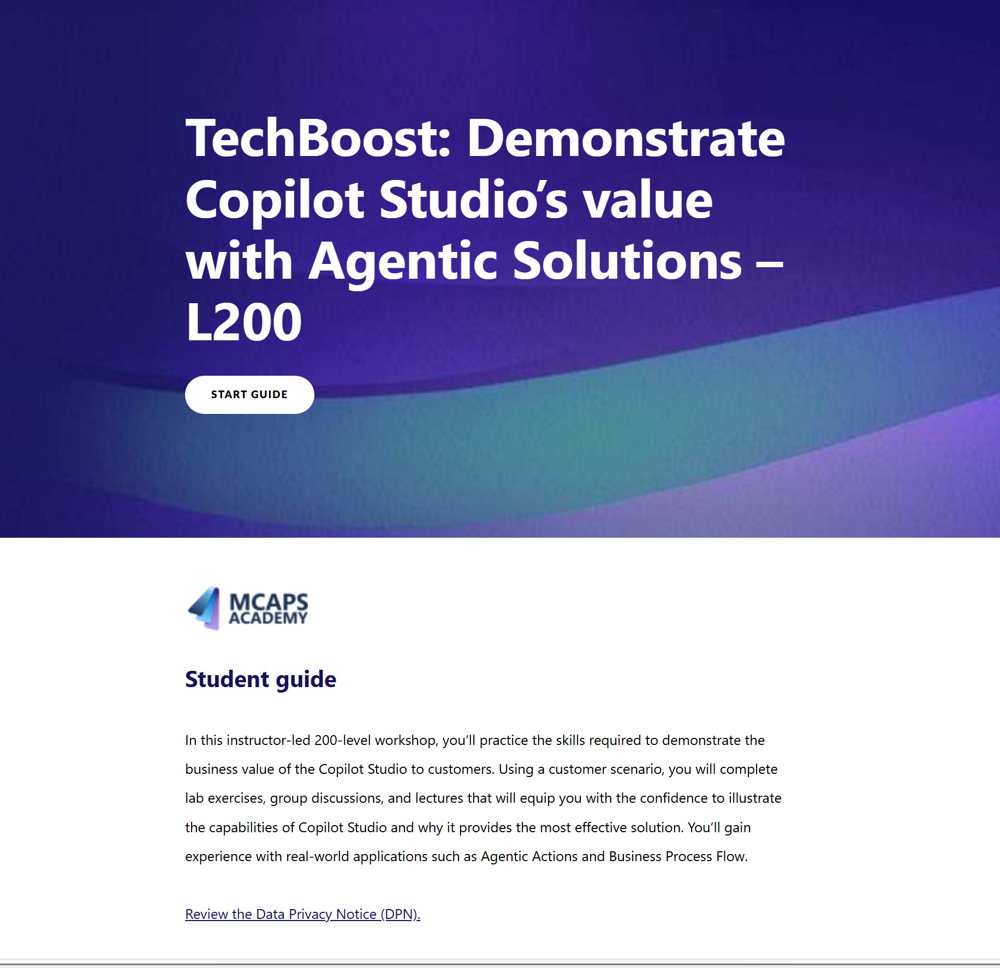 TechBoost: Demonstrate
Copilot Studio’s value
with Agentic Solutions –
L200
START GUIDE
MCAPS
ACADEMY
Student guide
In this instructor-led 200-level workshop, you’ll practice the skills required to demonstrate the
business value of the Copilot Studio to customers. Using a customer scenario, you will complete
lab exercises, group discussions, and lectures that will equip you with the confidence to illustrate
the capabilities of Copilot Studio and why it provides the most effective solution. You’ll gain
experience with real-world applications such as Agentic Actions and Business Process Flow.
Review the Data Privacy Notice (DPN).